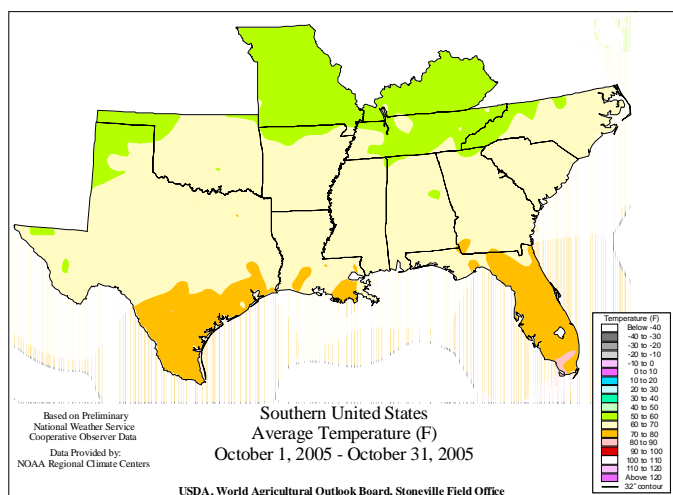 Temperature (F)
Below -40
-40 to -30
-30 to -20
-20 to -10
-10 to 0
0 to 10
10 to 20
20 to 30
30 to 40
40 to 50
50 to 60
60 to 70
70 to 80
80 to 90
90 to 100
100 to 110
110 to 120
Above 120
32° contour
Based on Preliminary
National Weather Service
Cooperative Observer Data
Data Provided by:
NOAA Regional Climate Centers
Southern United States
Average Temperature (F)
October 1, 2005 - October 31, 2005
USDA, World Agricultural Outlook Board, Stoneville Field Office